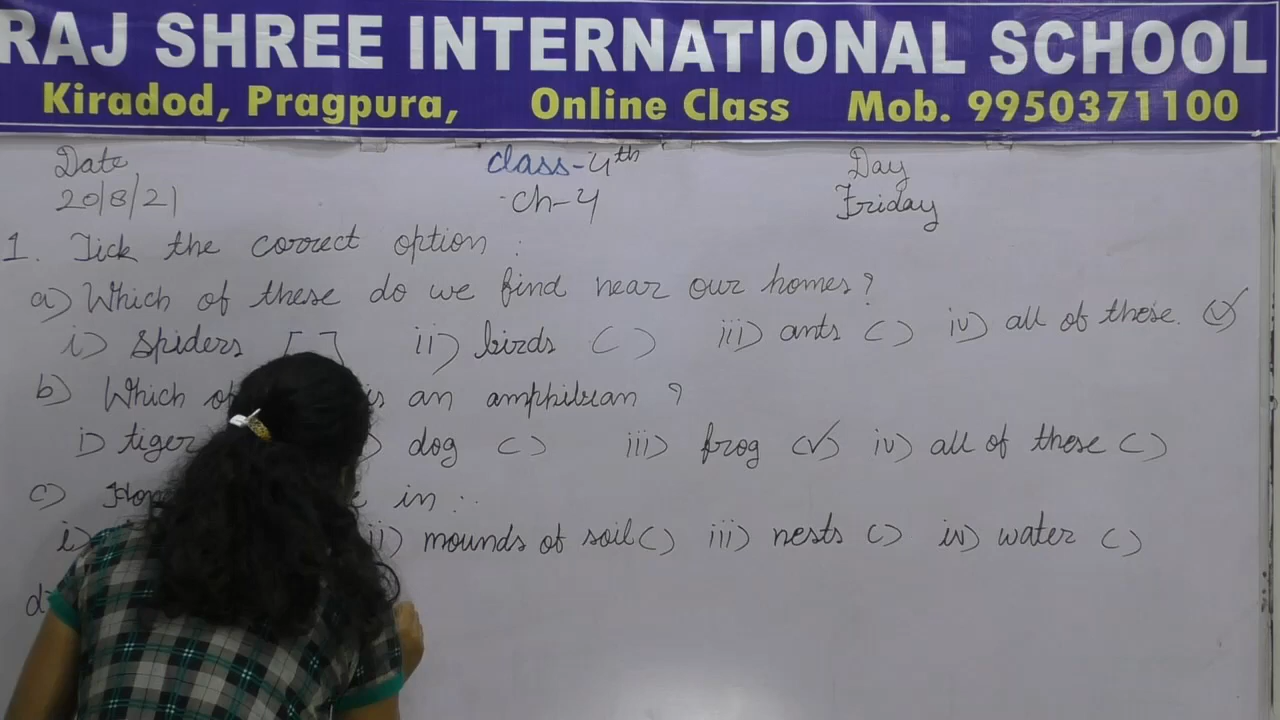 RAJ SHREE INTERNATIONAL SCHOOL
Kiradod, Pragpura, Online Class Mob. 9950371100
Date class-4th Day
20/8/21 Ch-4 Friday
1. Tick the correct option :
a) Which of these do we find near our homes?
i) spiders [ ] ii) birds ( ) iii) ants ( ) iv) all of these. (✓)
b) Which of is an amphibian ?
i) tiger dog ( ) iii) frog (✓) iv) all of these ( )
c) in :
i) ii) mounds of soil ( ) iii) nests ( ) iv) water ( )
d